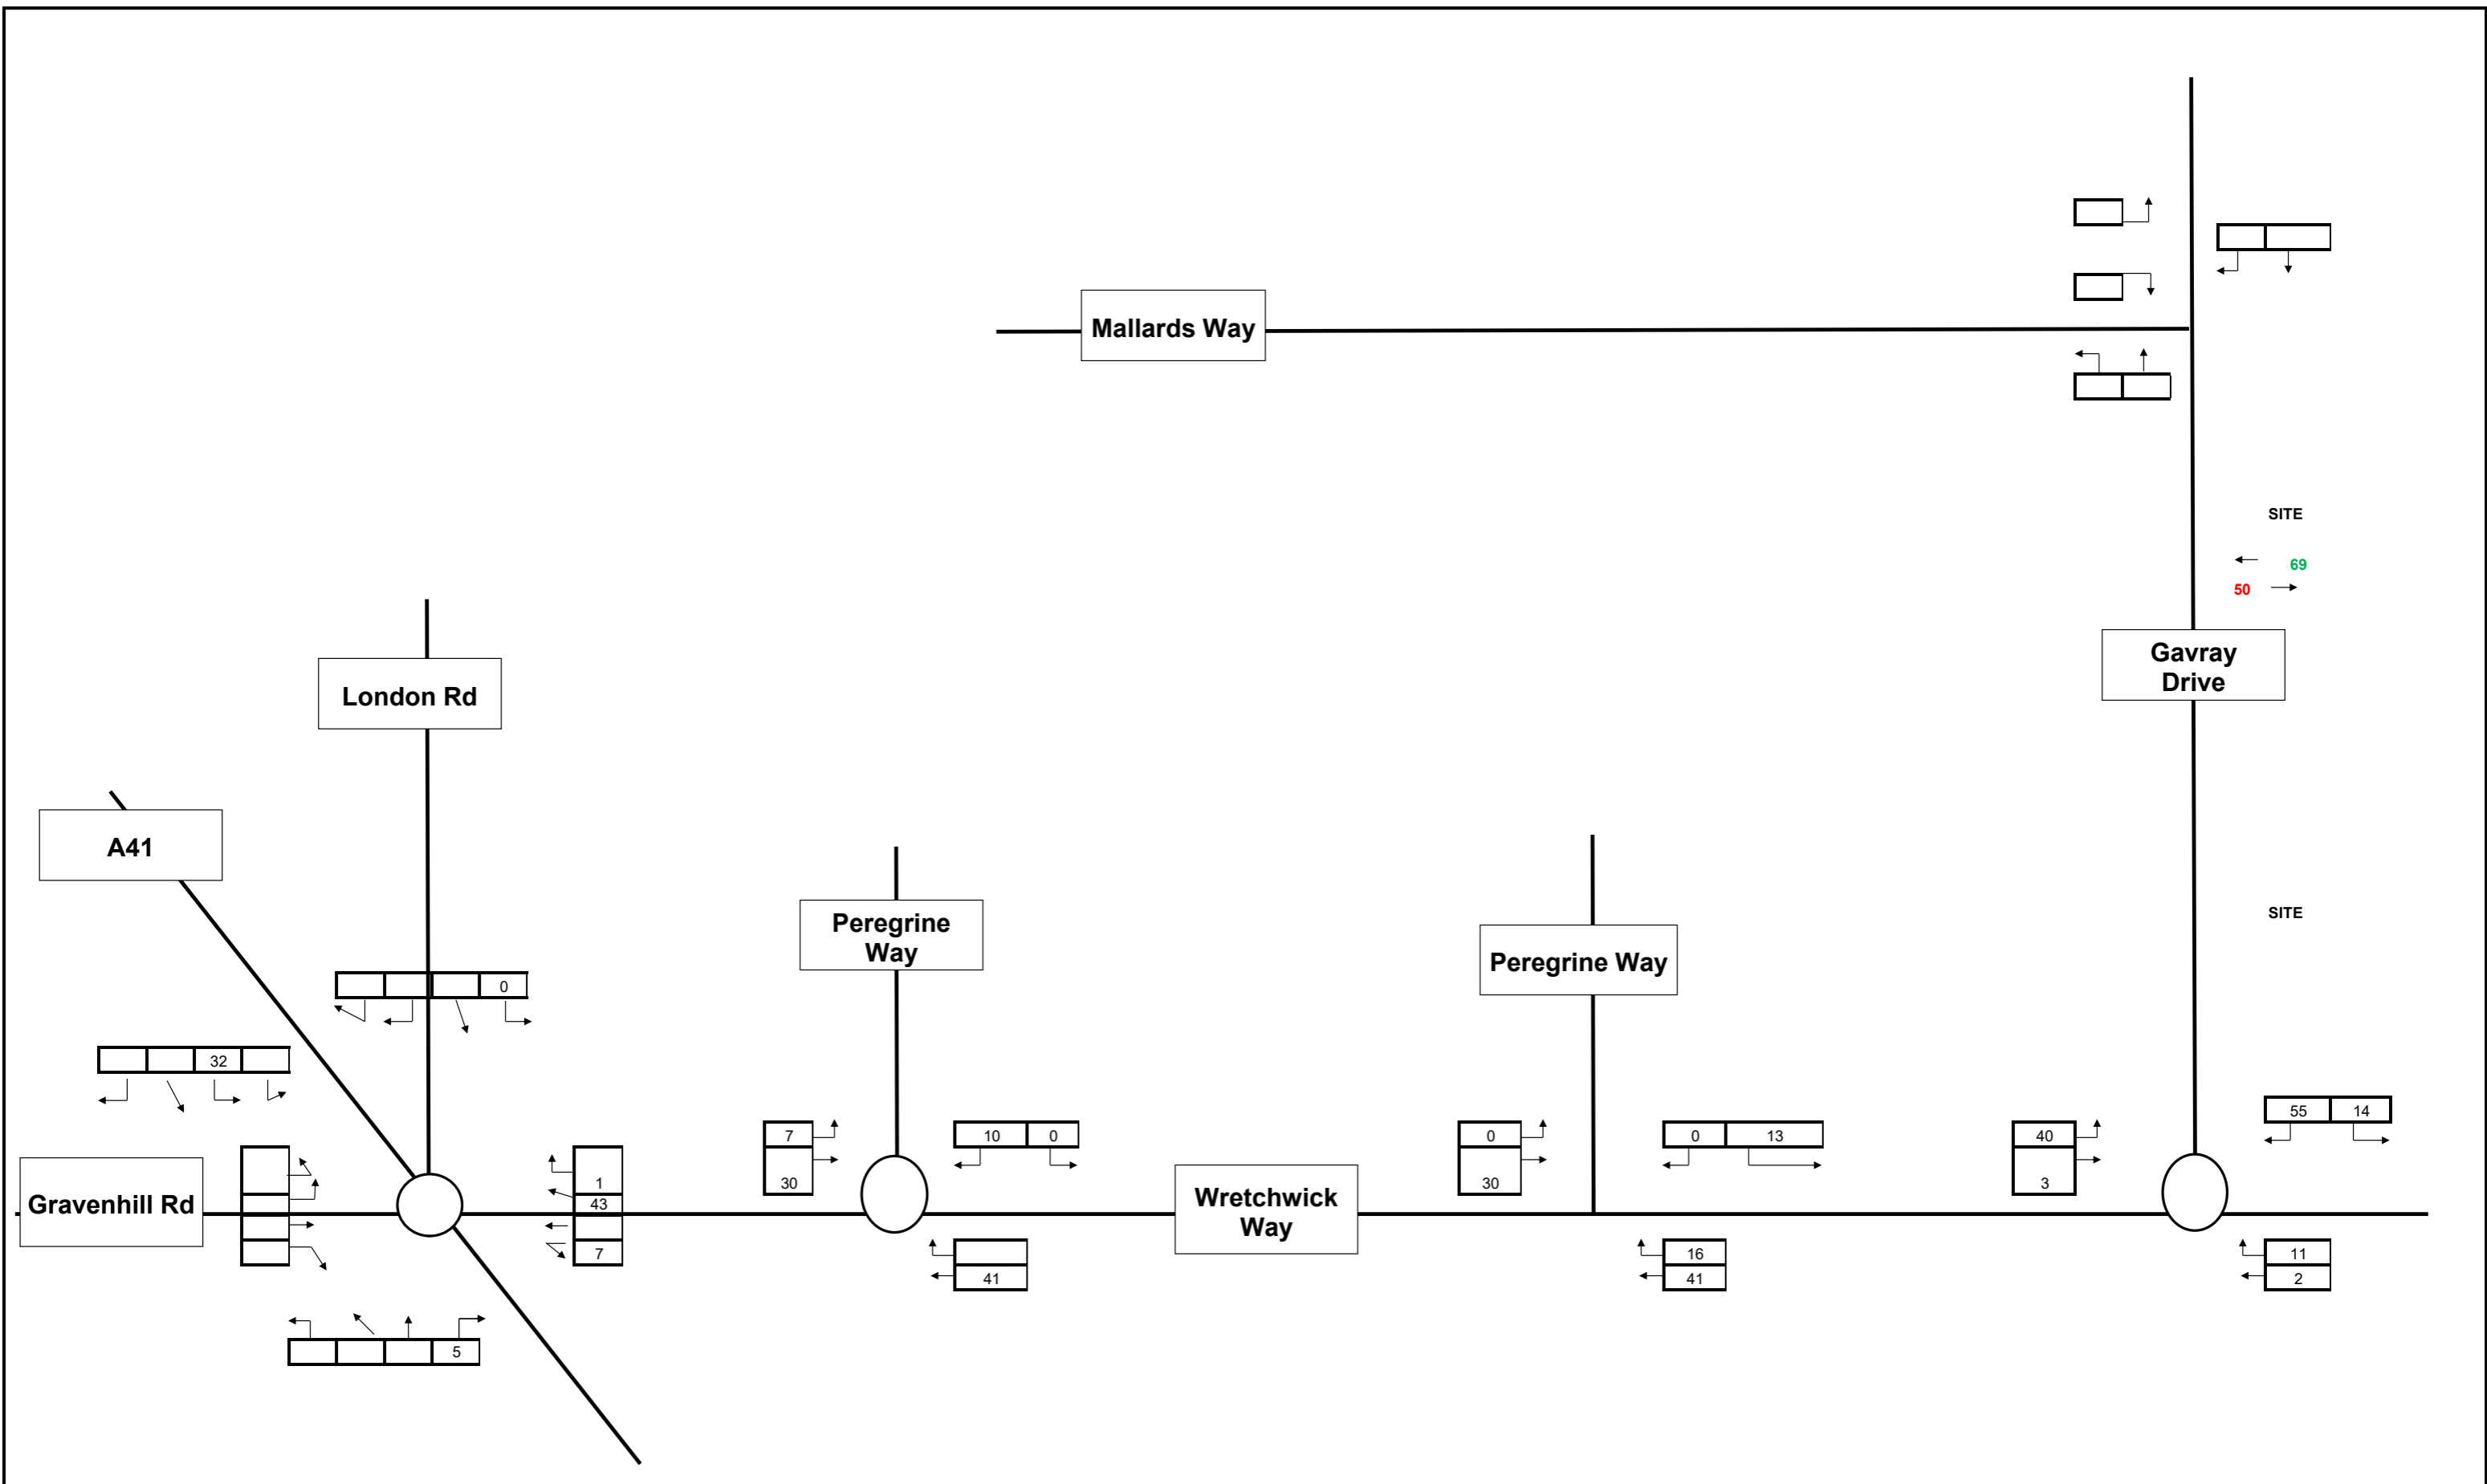 Mallards Way
SITE
69
50
Gavray
Drive
London Rd
A41
Peregrine
Way
Peregrine Way
SITE
0
32
55 14
7
10 0
0
0 13
40
30
30
3
Gravenhill Rd
1
43
7
Wretchwick
Way
41
16
41
11
2
5